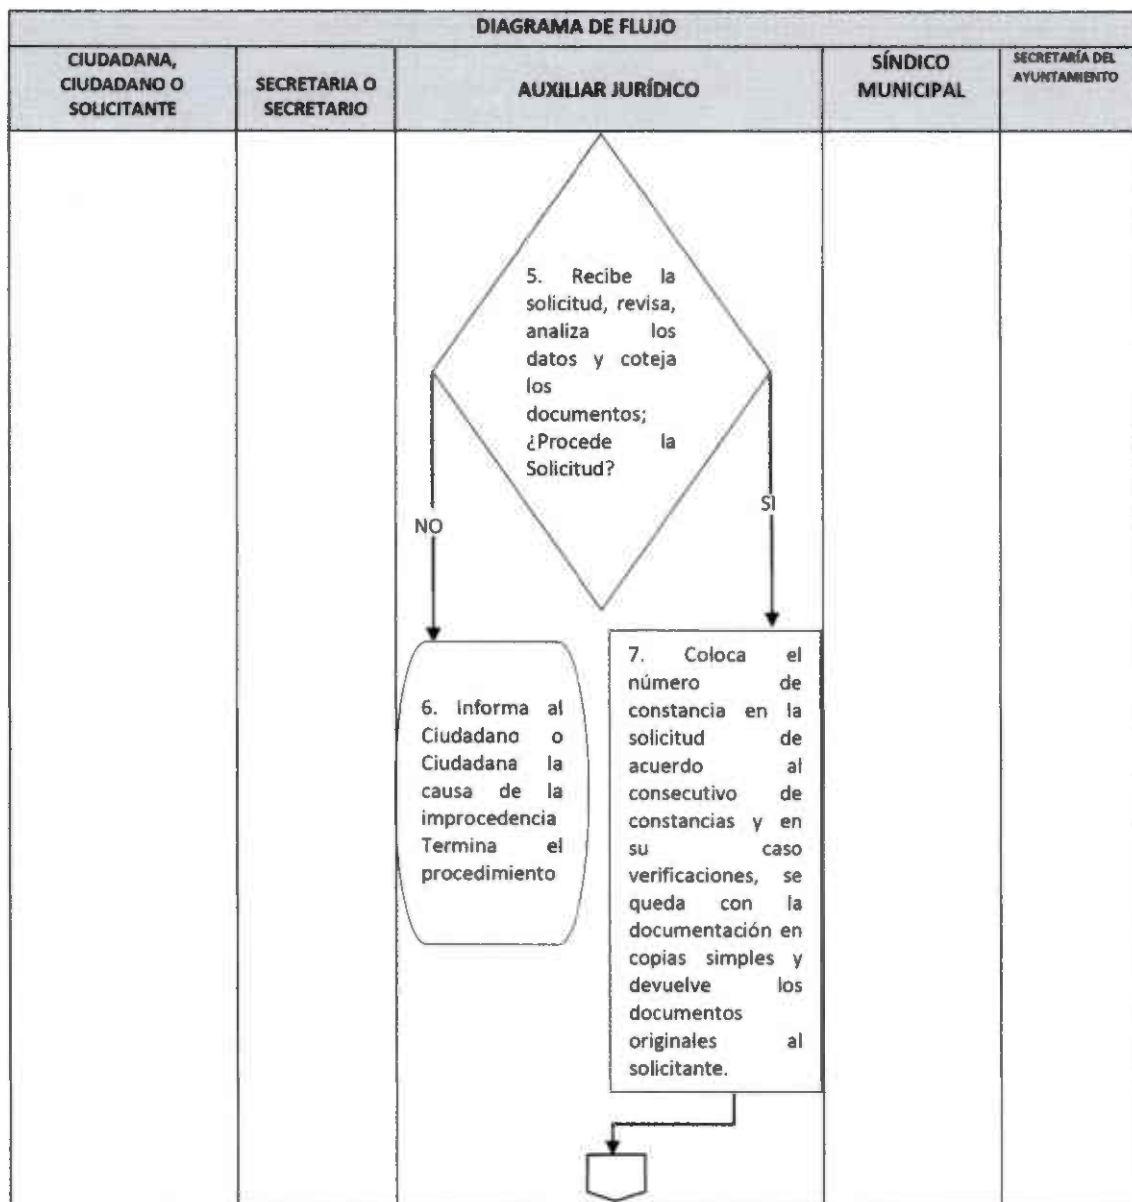 DIAGRAMA DE FLUJO
CIUDADANA,
CIUDADANO O
SOLICITANTE
SECRETARIA O
SECRETARIO
AUXILIAR JURÍDICO
SÍNDICO
MUNICIPAL
SECRETARÍA DEL
AYUNTAMIENTO
5. Recibe la
solicitud, revisa,
analiza los
datos y coteja
los
documentos;
¿Procede la
Solicitud?
NO
SI
6. Informa al
Ciudadano o
Ciudadana la
causa de la
improcedencia
Termina el
procedimiento
7. Coloca el
número de
constancia en la
solicitud de
acuerdo al
consecutivo de
constancias y en
su caso
verificaciones, se
queda con la
documentación en
copias simples y
devuelve los
documentos
originales al
solicitante.